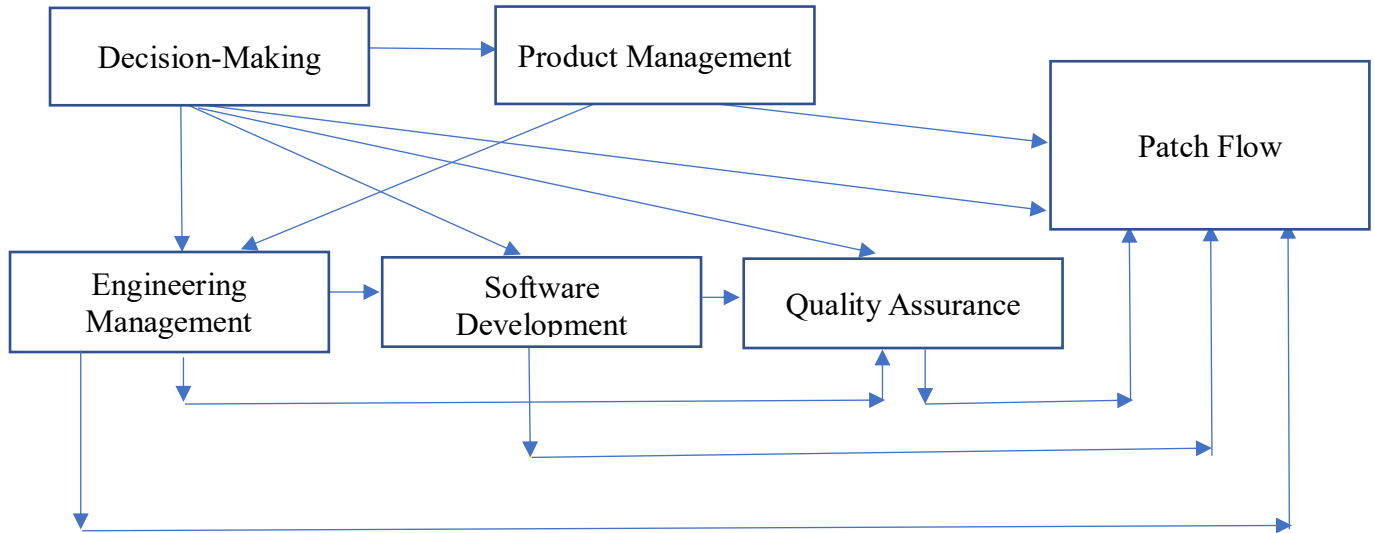 Decision-Making
Product Management
Patch Flow
Engineering
Management
Software
Development
Quality Assurance